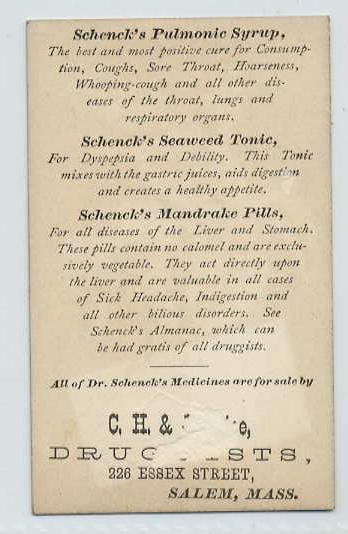 Schenck's Pulmonic Syrup,
The best and most positive cure for Consump-
tion, Coughs, Sore Throat, Hoarseness,
Whooping-cough and all other dis-
eases of the throat, lungs and
respiratory organs.
Schenck's Seaweed Tonic,
For Dyspepsia and Debility. This Tonic
mixes with the gastric juices, aids digestion
and creates a healthy appetite.
Schenck's Mandrake Pills,
For all diseases of the Liver and Stomach.
These pills contain no calomel and are exclu-
sively vegetable. They act directly upon
the liver and are valuable in all cases
of Sick Headache, Indigestion and
all other bilious disorders. See
Schenck's Almanac, which can
be had gratis of all druggists.
All of Dr. Schenck's Medicines are for sale by
C. H. &
226 ESSEX STREET,
SALEM, MASS.